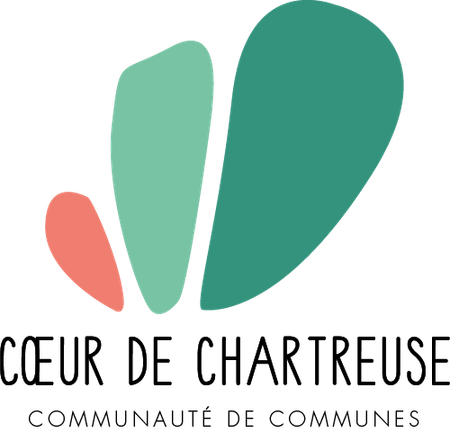 CŒUR DE CHARTREUSE
COMMUNAUTÉ DE COMMUNES